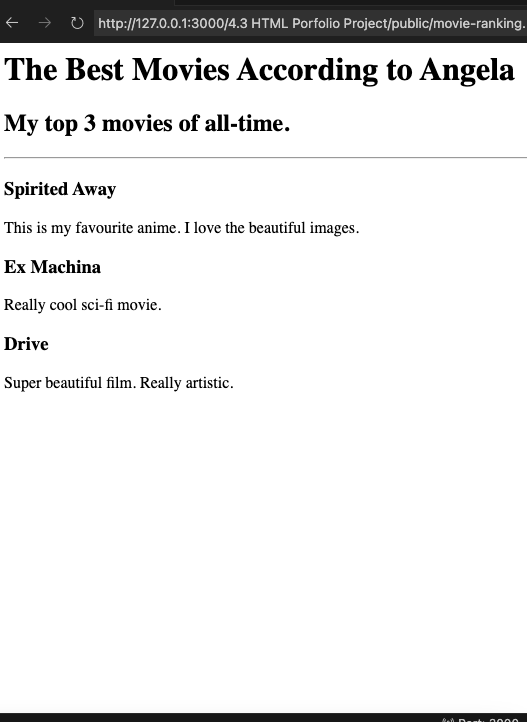 http://127.0.0.1:3000/4.3 HTML Porfolio Project/public/movie-ranking.
The Best Movies According to Angela
My top 3 movies of all-time.
Spirited Away
This is my favourite anime. I love the beautiful images.
Ex Machina
Really cool sci-fi movie.
Drive
Super beautiful film. Really artistic.